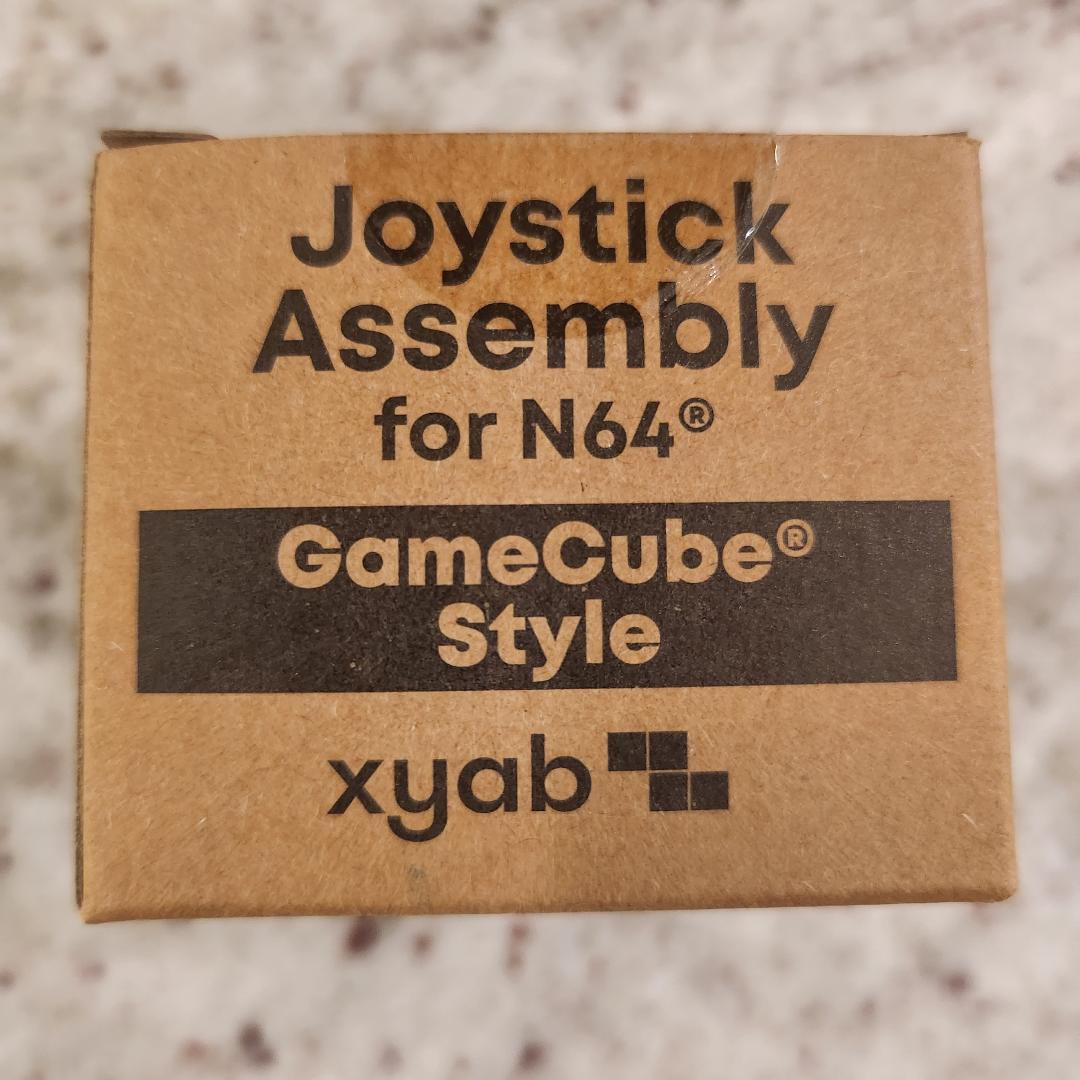 Joystick
Assembly
for N64®
GameCube®
Style
xyab